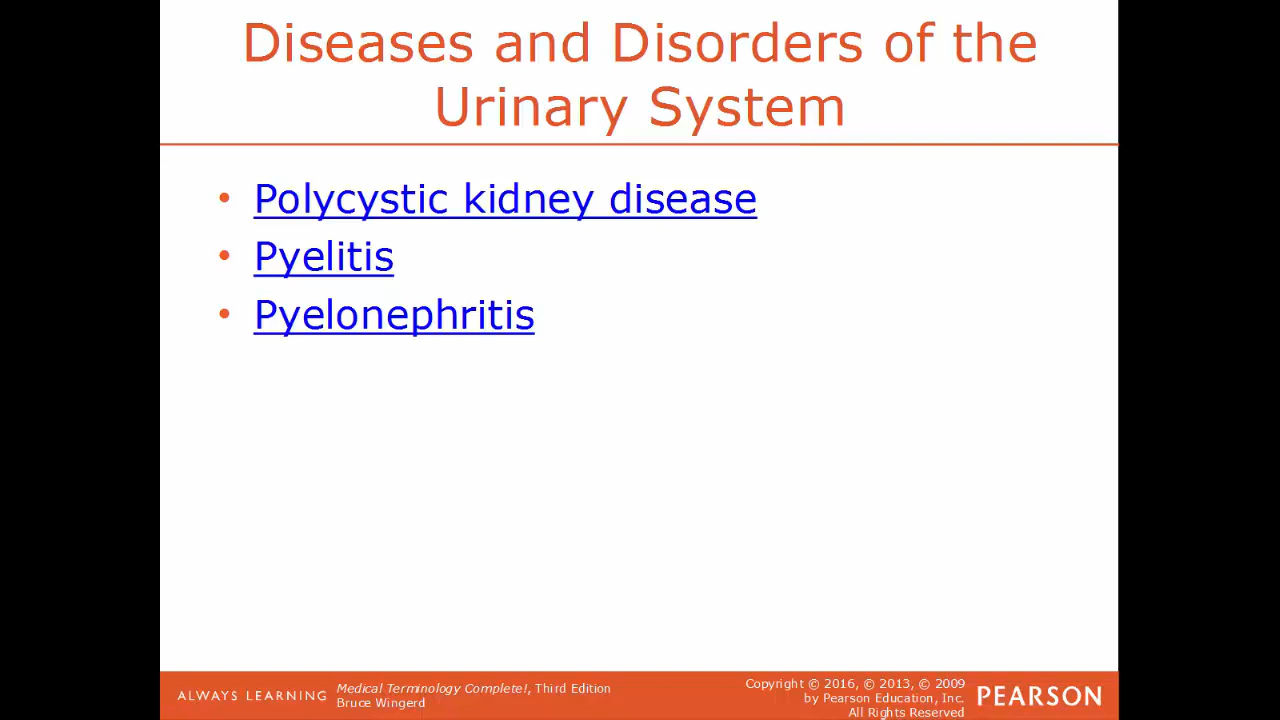 Diseases and Disorders of the
Urinary System
• Polycystic kidney disease
• Pyelitis
• Pyelonephritis
ALWAYS LEARNING
Medical Terminology Complete!, Third Edition
Bruce Wingerd
Copyright © 2016, © 2013, © 2009
by Pearson Education, Inc.
All Rights Reserved
PEARSON